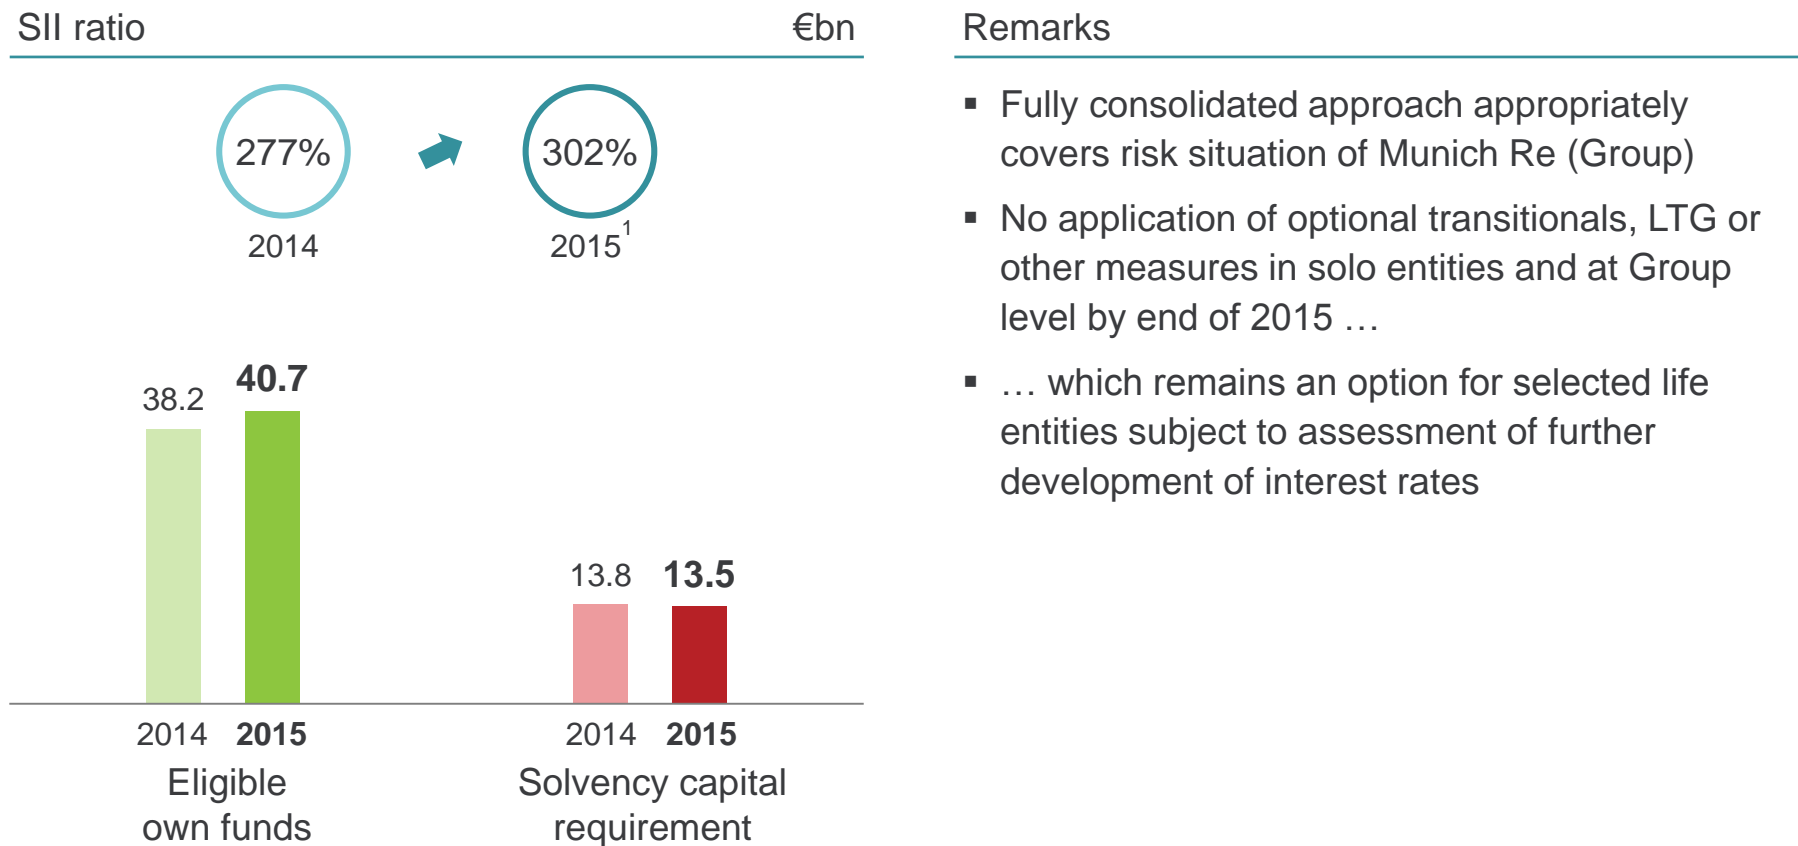 SII ratio €bn
277%
302%
2014
2015¹
38.2
40.7
13.8
13.5
2014 2015
2014 2015
Eligible
own funds
Solvency capital
requirement
Remarks
▪ Fully consolidated approach appropriately
covers risk situation of Munich Re (Group)
▪ No application of optional transitionals, LTG or
other measures in solo entities and at Group
level by end of 2015 …
▪ … which remains an option for selected life
entities subject to assessment of further
development of interest rates